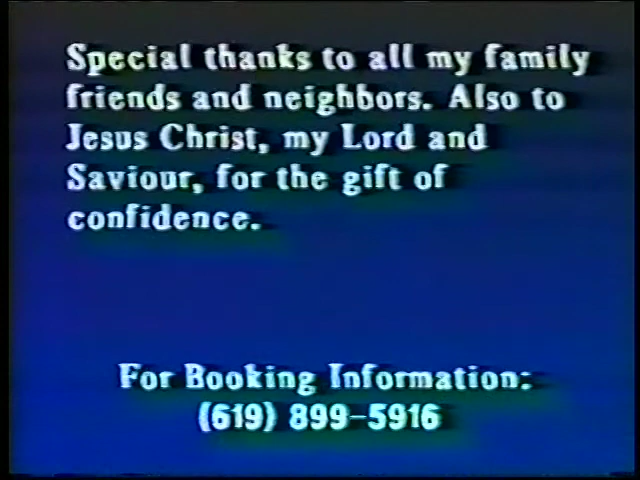 Special thanks to all my family
friends and neighbors. Also to
Jesus Christ, my Lord and
Saviour, for the gift of
confidence.
For Booking Information:
(619) 899-5916